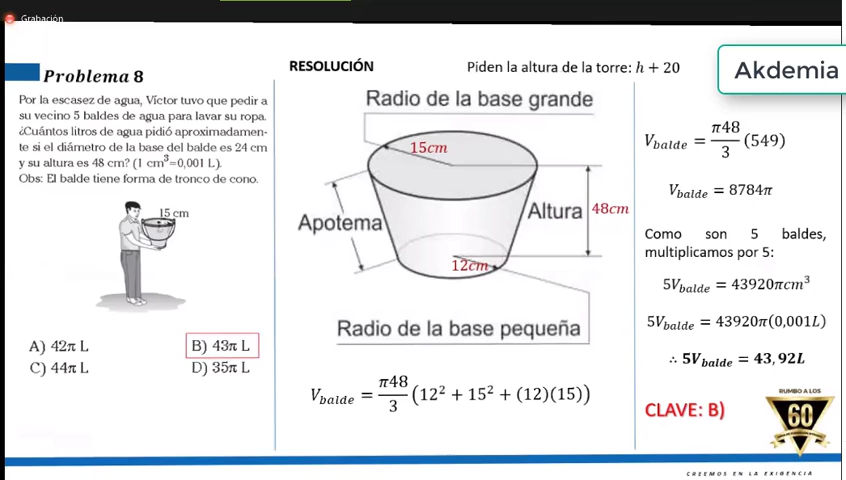 Grabación
Problema 8
Por la escasez de agua, Víctor tuvo que pedir a
su vecino 5 baldes de agua para lavar su ropa.
¿Cuántos litros de agua pidió aproximadamen-
te si el diámetro de la base del balde es 24 cm
y su altura es 48 cm? (1 cm³=0,001 L).
Obs: El balde tiene forma de tronco de cono.
15 cm
A) 42π L
B) 43π L
C) 44π L
D) 35π L
RESOLUCIÓN
Piden la altura de la torre: h + 20
Radio de la base grande
15cm
Apotema
Altura
48cm
12cm
Radio de la base pequeña
V_balde = π48/3 (12² + 15² + (12)(15))
Akdemia
V_balde = π48/3 (549)
V_balde = 8784π
Como son 5 baldes,
multiplicamos por 5:
5V_balde = 43920πcm³
5V_balde = 43920π(0,001L)
∴ 5V_balde = 43,92L
CLAVE: B)
RUMBO A LOS
60
CREEMOS EN LA EXIGENCIA